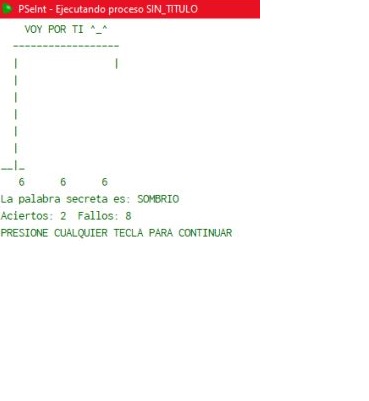 PSeInt - Ejecutando proceso SIN_TITULO
VOY POR TI ^_^
------------------
|                |
|
|
|
|
|
__|_
6      6      6
La palabra secreta es: SOMBRIO
Aciertos: 2  Fallos: 8
PRESIONE CUALQUIER TECLA PARA CONTINUAR